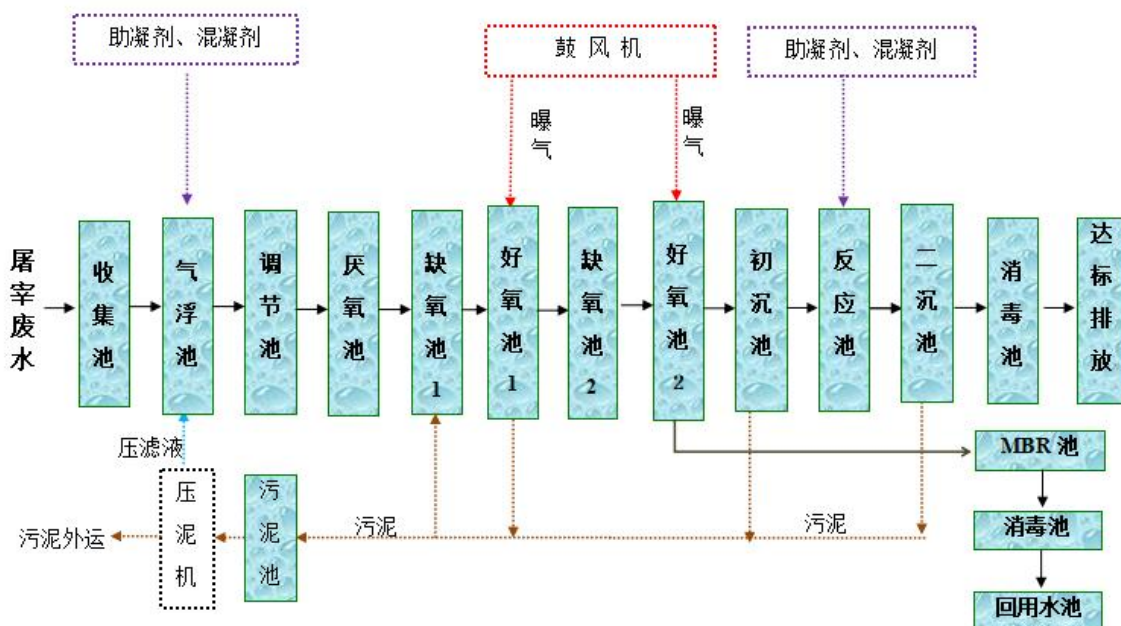 助凝剂、混凝剂
鼓 风 机
助凝剂、混凝剂
曝气
曝气
屠宰废水
收集池
气浮池
调节池
厌氧池
缺氧池1
好氧池1
缺氧池2
好氧池2
初沉池
反应池
二沉池
消毒池
达标排放
压滤液
MBR 池
污泥外运
压泥机
污泥池
污泥
污泥
消毒池
回用水池